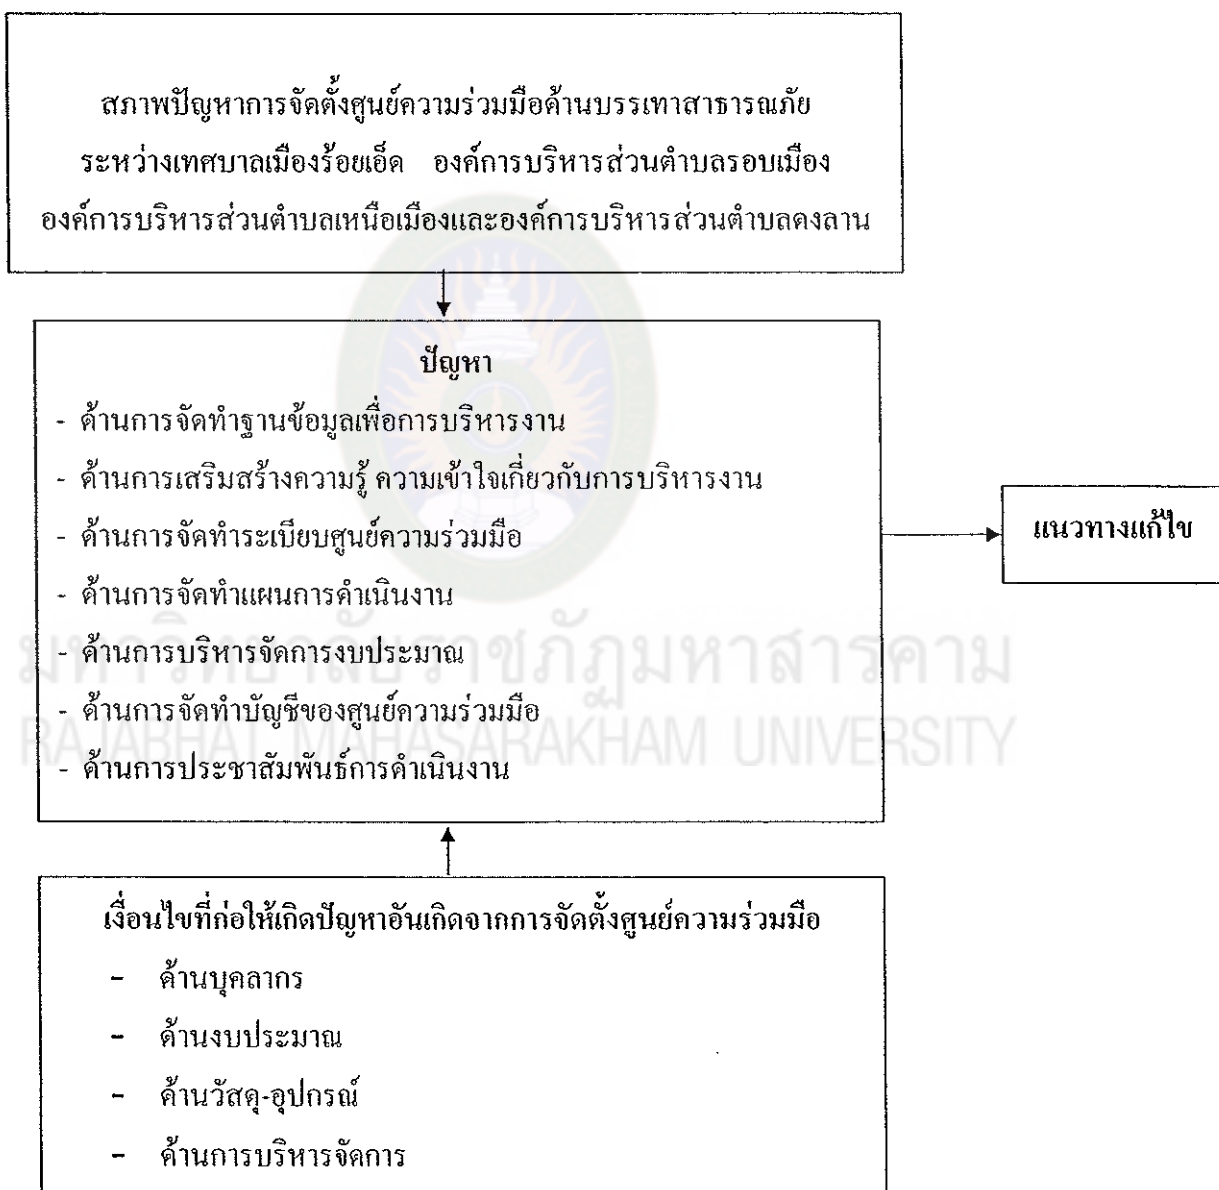 สภาพปัญหาการจัดตั้งศูนย์ความร่วมมือด้านบรรเทาสาธารณภัย
ระหว่างเทศบาลเมืองร้อยเอ็ด องค์การบริหารส่วนตำบลรอบเมือง
องค์การบริหารส่วนตำบลเหนือเมืองและองค์การบริหารส่วนตำบลดงลาน
ปัญหา
- ด้านการจัดทำฐานข้อมูลเพื่อการบริหารงาน
- ด้านการเสริมสร้างความรู้ ความเข้าใจเกี่ยวกับการบริหารงาน
- ด้านการจัดทำระเบียบศูนย์ความร่วมมือ
- ด้านการจัดทำแผนการดำเนินงาน
- ด้านการบริหารจัดการงบประมาณ
- ด้านการจัดทำบัญชีของศูนย์ความร่วมมือ
- ด้านการประชาสัมพันธ์การดำเนินงาน
แนวทางแก้ไข
มหาวิทยาลัยราชภัฏมหาสารคาม
RAJABHAT MAHASARAKHAM UNIVERSITY
เงื่อนไขที่ก่อให้เกิดปัญหาอันเกิดจากการจัดตั้งศูนย์ความร่วมมือ
- ด้านบุคลากร
- ด้านงบประมาณ
- ด้านวัสดุ-อุปกรณ์
- ด้านการบริหารจัดการ